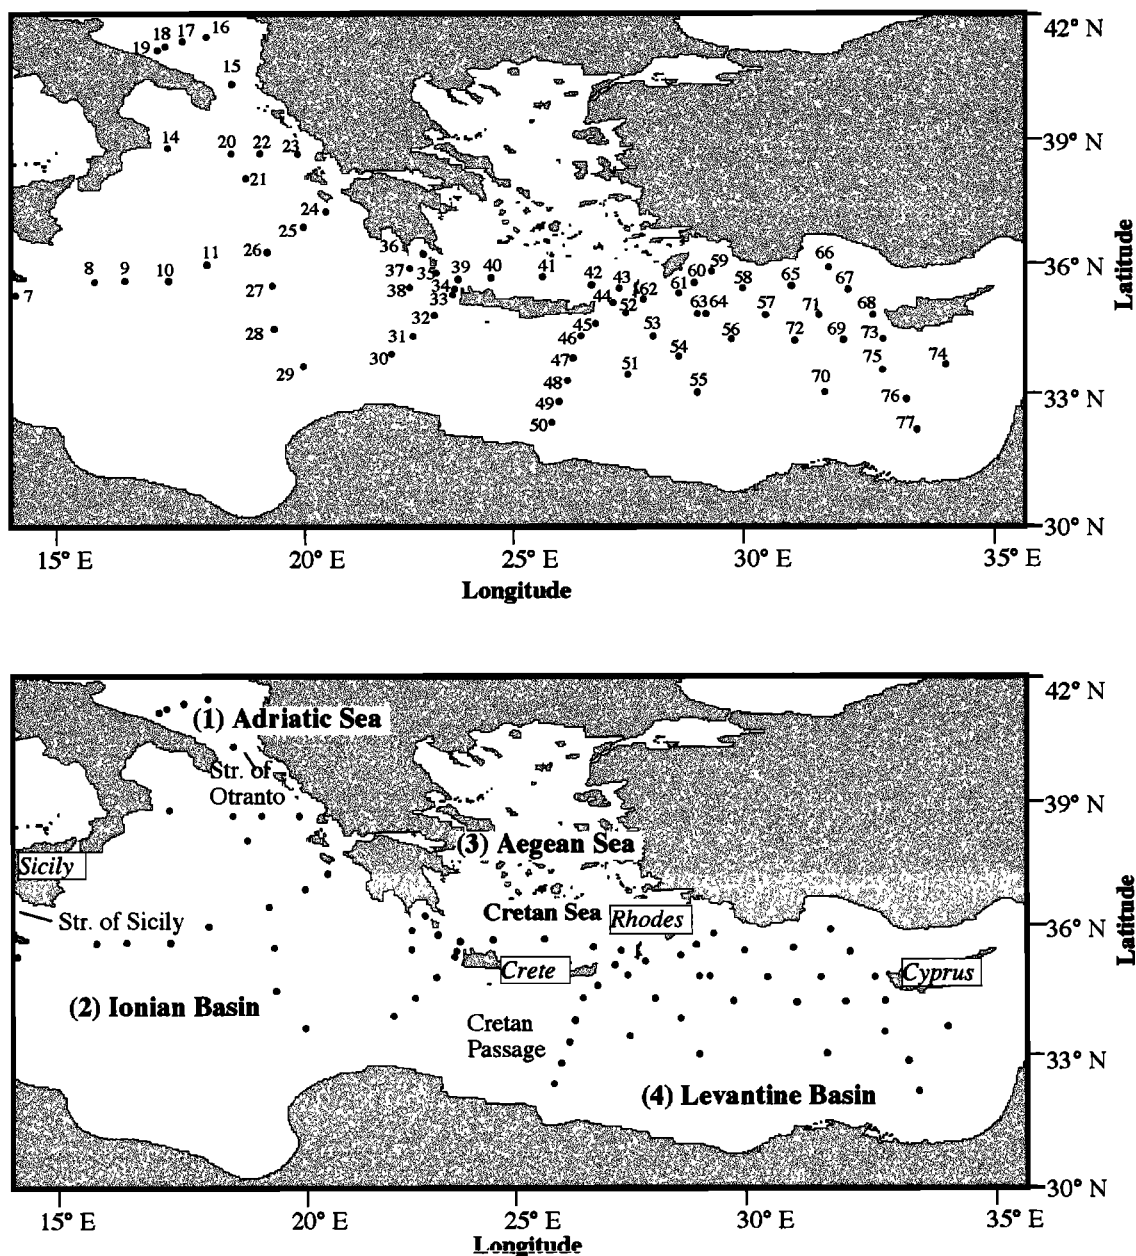 42° N
18 17 16
19
15
39° N
14 20 22 23
21
24
25
36° N
8 9 10 11 26 36 37 35 39 40 41 42 43 62 61 60 59 58 65 66 67
7 27 38 34 33 44 52 63 64 57 71 68
28 32 45 53 56 72 69 73
31 46
30 47 54 75 74
29 48 51
49 55 70 76
33° N
50 77
30° N
15° E 20° E 25° E 30° E 35° E
Longitude
Latitude
42° N
(1) Adriatic Sea
Str. of
Otranto
39° N
(3) Aegean Sea
Sicily
Cretan Sea
Rhodes
Str. of Sicily
36° N
Crete
Cyprus
(2) Ionian Basin
Cretan
Passage
33° N
(4) Levantine Basin
30° N
15° E 20° E 25° E 30° E 35° E
Longitude
Latitude